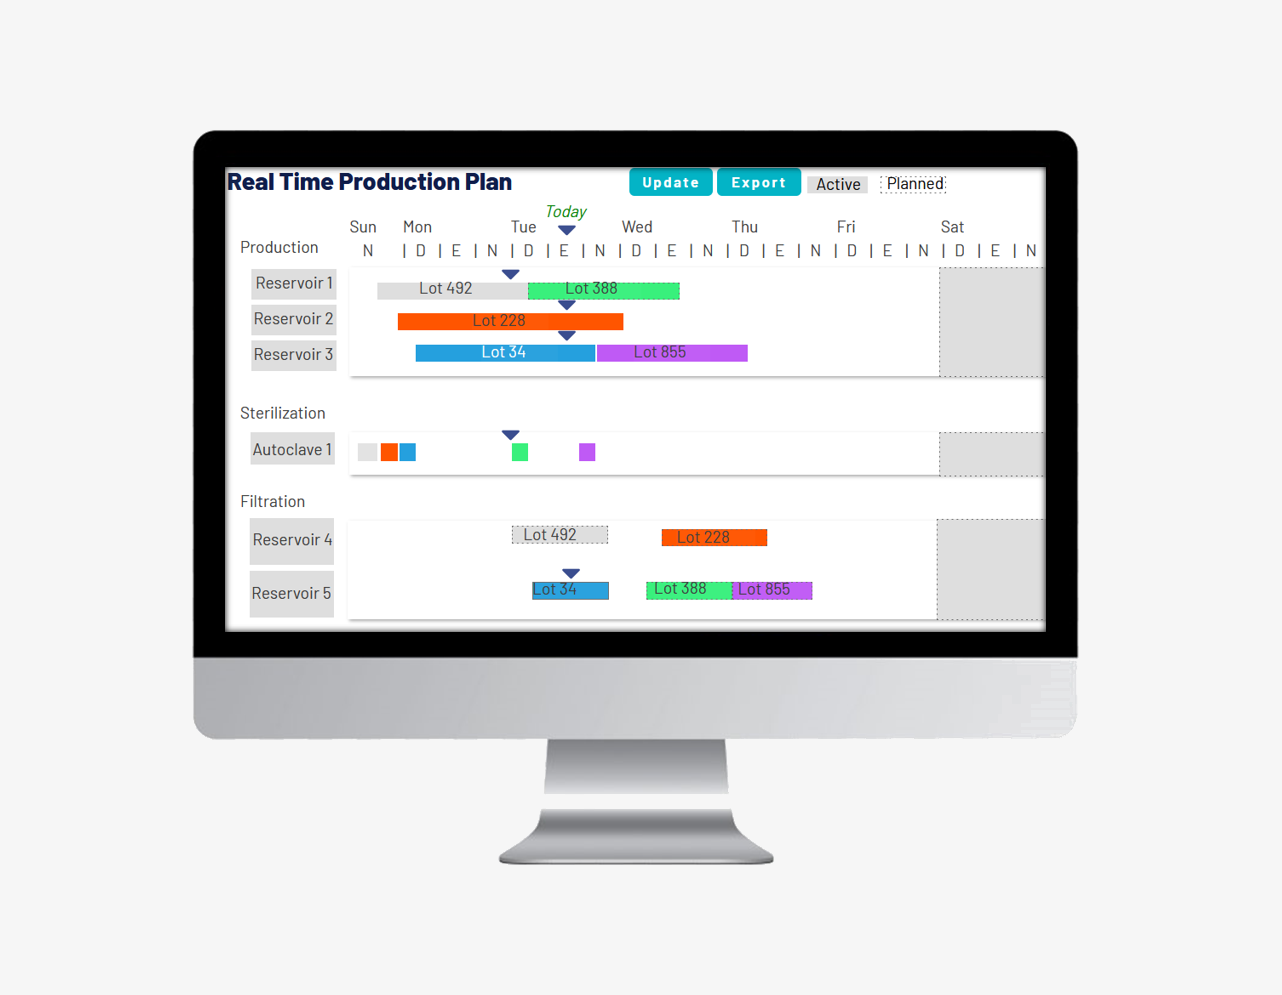 Real Time Production Plan
Update Export Active Planned
Today
Sun Mon Tue Wed Thu Fri Sat
Production N | D | E | N | D | E | N | D | E | N | D | E | N | D | E | N | D | E | N
Reservoir 1 Lot 492 Lot 388
Reservoir 2 Lot 228
Reservoir 3 Lot 34 Lot 855
Sterilization
Autoclave 1
Filtration
Reservoir 4 Lot 492 Lot 228
Reservoir 5 Lot 34 Lot 388 Lot 855